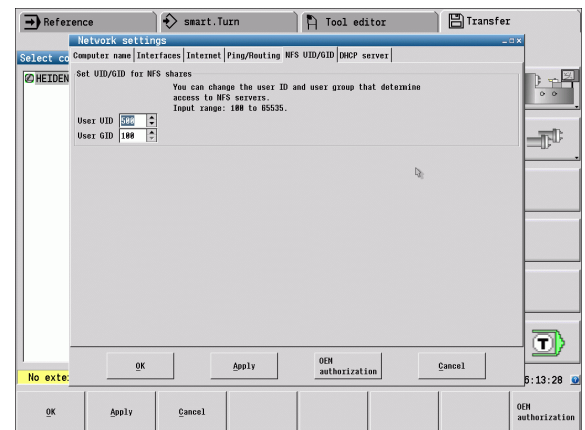 Reference
smart.Turn
Tool editor
Transfer
Network settings
Select co
Computer name
Interfaces
Internet
Ping/Routing
NFS UID/GID
DHCP server
HEIDEN
Set UID/GID for NFS shares
You can change the user ID and user group that determine
access to NFS servers.
Input range: 100 to 65535.
User UID 500
User GID 100
T
OK
Apply
OEM
authorization
Cancel
No exte
6:13:28
OK
Apply
Cancel
OEM
authorization